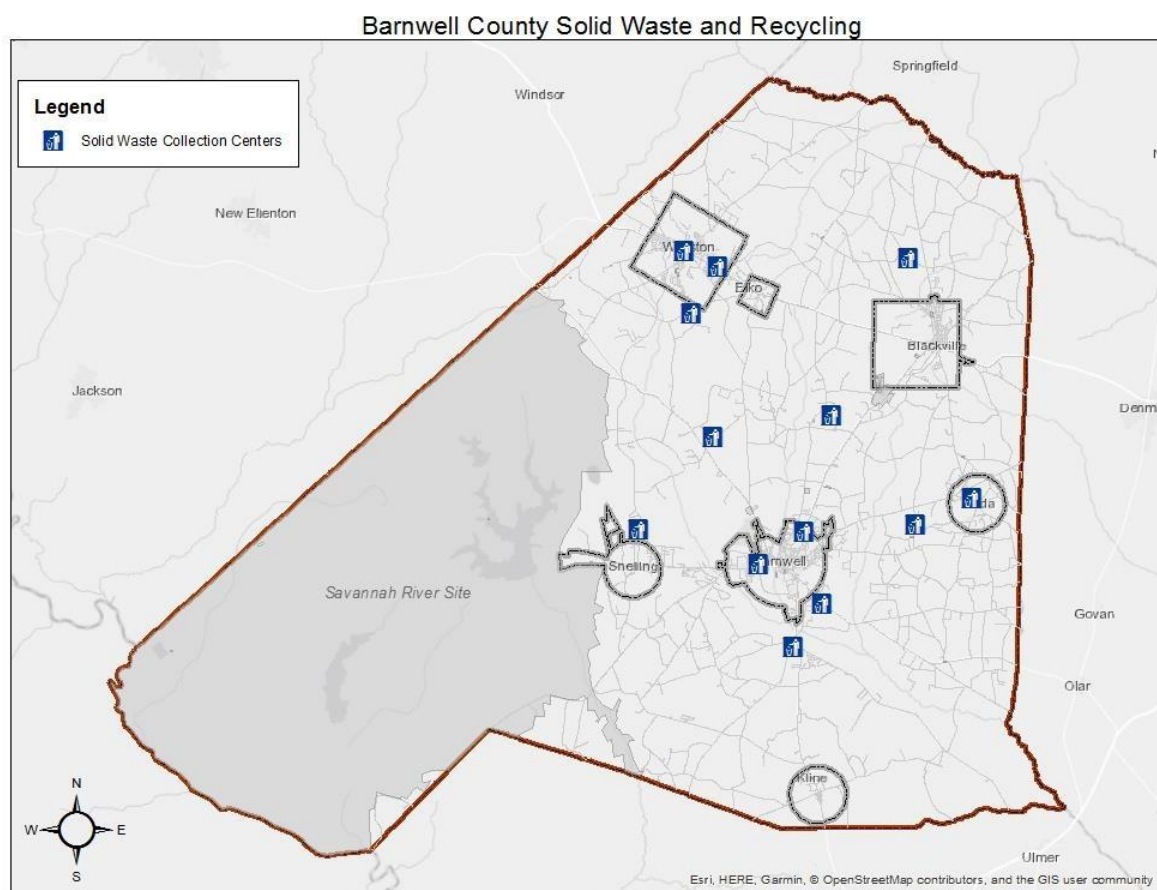 Barnwell County Solid Waste and Recycling
Springfield
Windsor
Legend
Solid Waste Collection Centers
New Ellenton
Elko
Blackville
Jackson
Denm
Snelling
Savannah River Site
Govan
Olar
Kline
N
W E
S
Ulmer
Esri, HERE, Garmin, © OpenStreetMap contributors, and the GIS user community